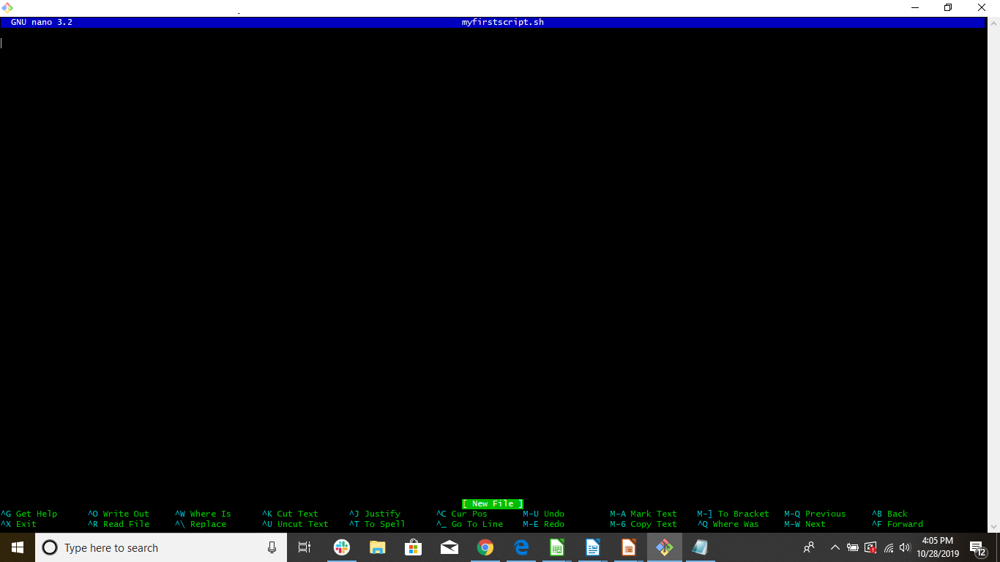 GNU nano 3.2 myfirstscript.sh
[ New File ]
^G Get Help ^O Write Out ^W Where Is ^K Cut Text ^J Justify ^C Cur Pos M-U Undo M-A Mark Text M-] To Bracket M-Q Previous ^B Back
^X Exit ^R Read File ^\ Replace ^U Uncut Text ^T To Spell ^_ Go To Line M-E Redo M-6 Copy Text ^Q Where Was M-W Next ^F Forward
Type here to search
4:05 PM
10/28/2019
12